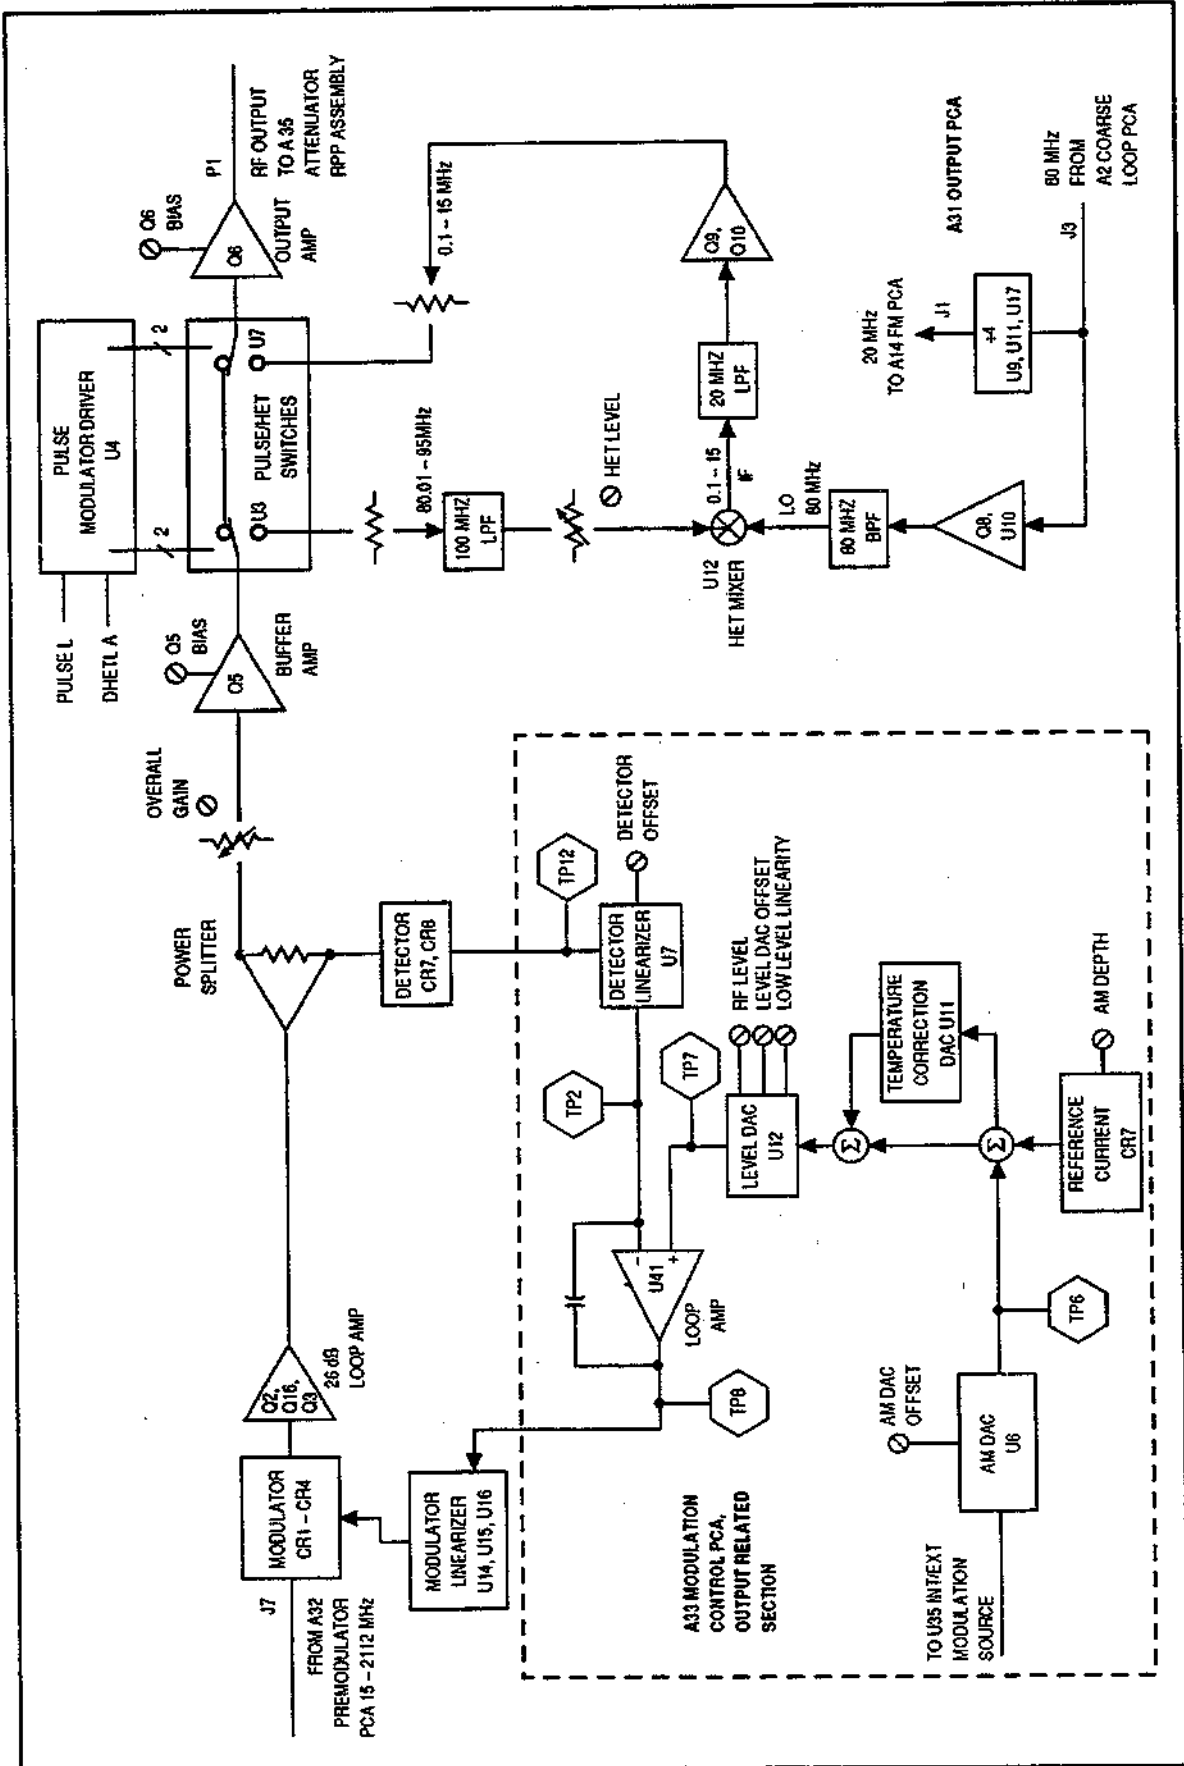 PULSE
MODULATOR DRIVER
U4
PULSE L
DHETL A
2
2
Q5
BIAS
Q5
BUFFER
AMP
U3
PULSE/HET
SWITCHES
U7
Q6
BIAS
Q6
OUTPUT
AMP
P1
RF OUTPUT
TO A35
ATTENUATOR
RPP ASSEMBLY
OVERALL
GAIN
POWER
SPLITTER
Q2,
Q16,
Q3
26 dB
LOOP AMP
MODULATOR
CR1 – CR4
J7
FROM A32
PREMODULATOR
PCA 15 – 2112 MHz
MODULATOR
LINEARIZER
U14, U15, U16
DETECTOR
CR7, CR6
TP12
DETECTOR
LINEARIZER
U7
DETECTOR
OFFSET
TP2
TP7
RF LEVEL
LEVEL DAC OFFSET
LOW LEVEL LINEARITY
LEVEL DAC
U12
–
+
U41
LOOP
AMP
TP8
Σ
TEMPERATURE
CORRECTION
DAC U11
Σ
REFERENCE
CURRENT
CR7
AM DEPTH
TP6
AM DAC
OFFSET
AM DAC
U6
TO U35 INT/EXT
MODULATION
SOURCE
A33 MODULATION
CONTROL PCA,
OUTPUT RELATED
SECTION
80.01 – 95MHz
100 MHZ
LPF
HET LEVEL
U12
HET MIXER
0.1 – 15
IF
20 MHZ
LPF
Q9,
Q10
0.1 – 15 MHz
LO
80 MHz
80 MHZ
BPF
Q8,
U10
20 MHz
TO A14 FM PCA
J1
÷4
U9, U11, U17
A31 OUTPUT PCA
80 MHz
FROM
A2 COARSE
LOOP PCA
J3